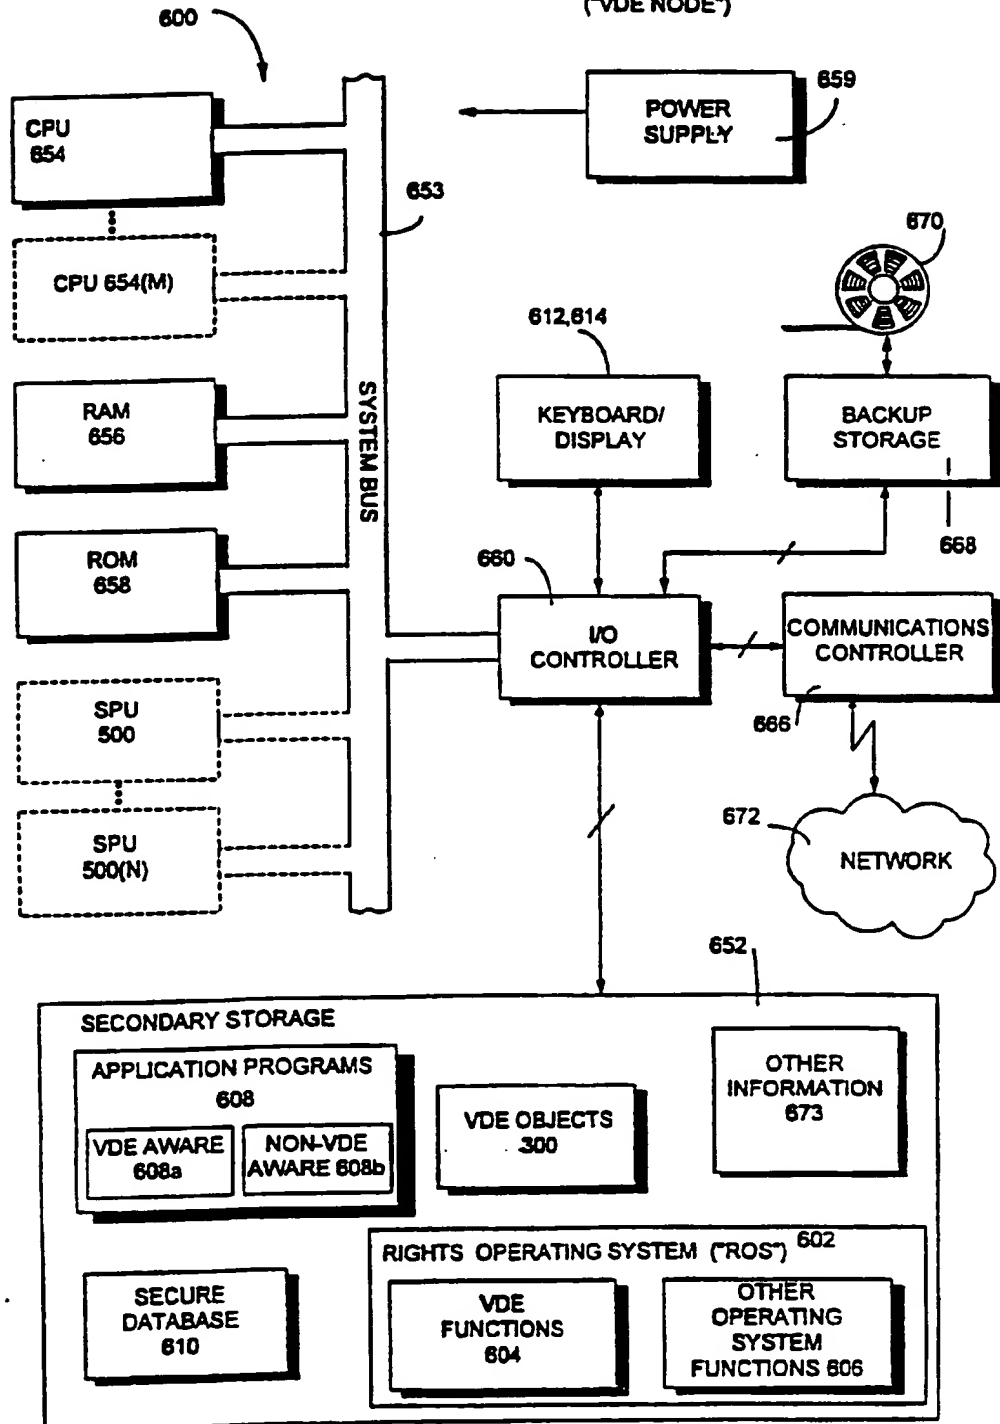 ("VDE NODE")
600
CPU
654
POWER
SUPPLY
659
653
CPU 654(M)
670
612,614
RAM
656
SYSTEM BUS
KEYBOARD/
DISPLAY
BACKUP
STORAGE
668
ROM
658
660
I/O
CONTROLLER
COMMUNICATIONS
CONTROLLER
666
SPU
500
SPU
500(N)
672
NETWORK
652
SECONDARY STORAGE
APPLICATION PROGRAMS
608
VDE AWARE
608a
NON-VDE
AWARE 608b
VDE OBJECTS
300
OTHER
INFORMATION
673
RIGHTS OPERATING SYSTEM ("ROS") 602
SECURE
DATABASE
610
VDE
FUNCTIONS
604
OTHER
OPERATING
SYSTEM
FUNCTIONS 606